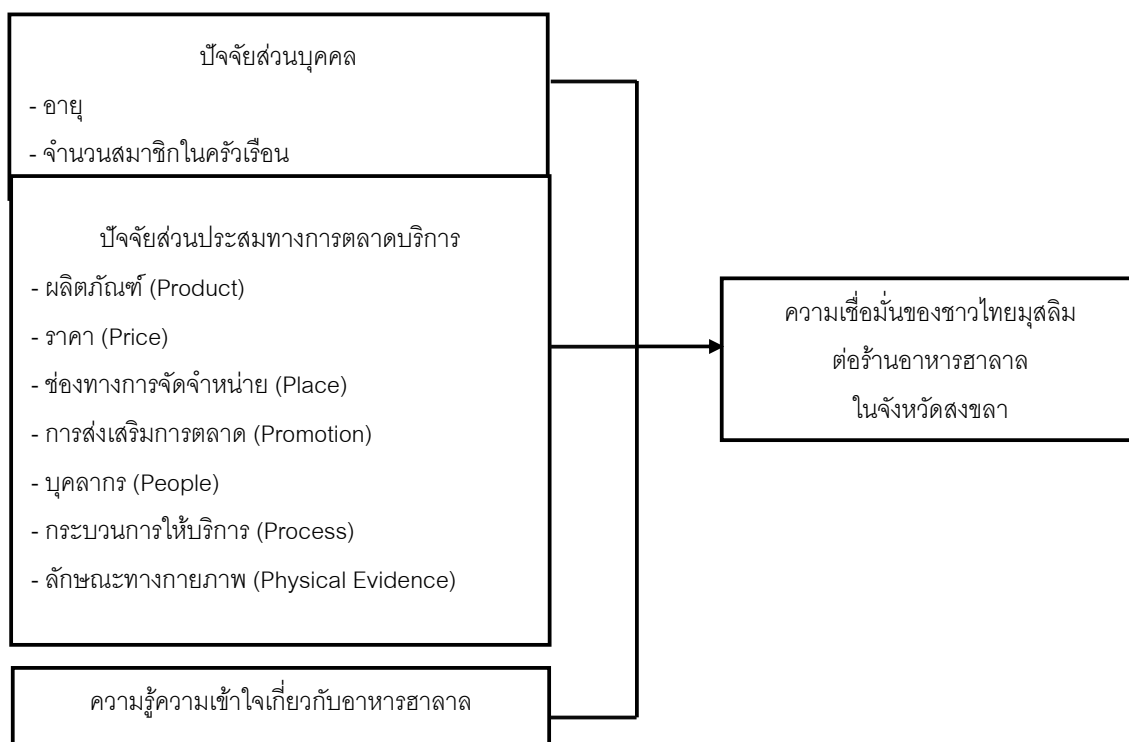 ปัจจัยส่วนบุคคล
- อายุ
- จำนวนสมาชิกในครัวเรือน
ปัจจัยส่วนประสมทางการตลาดบริการ
- ผลิตภัณฑ์ (Product)
- ราคา (Price)
- ช่องทางการจัดจำหน่าย (Place)
- การส่งเสริมการตลาด (Promotion)
- บุคลากร (People)
- กระบวนการให้บริการ (Process)
- ลักษณะทางกายภาพ (Physical Evidence)
ความรู้ความเข้าใจเกี่ยวกับอาหารฮาลาล
ความเชื่อมั่นของชาวไทยมุสลิม
ต่อร้านอาหารฮาลาล
ในจังหวัดสงขลา